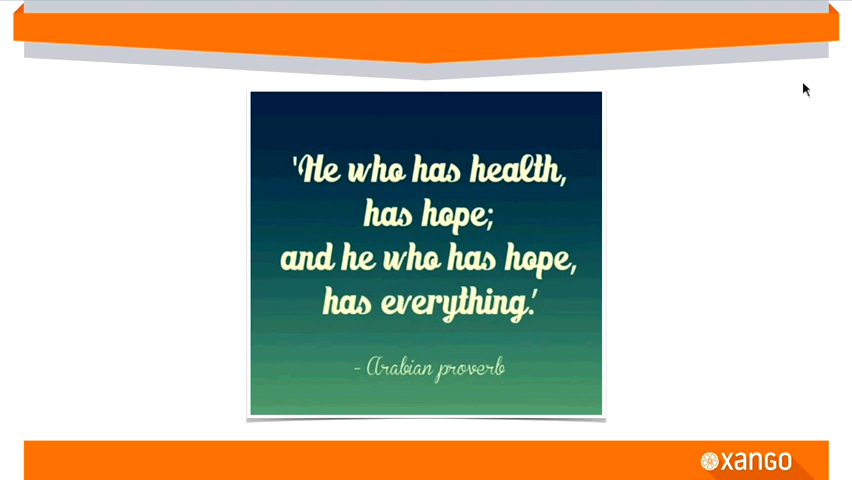 'He who has health,
has hope;
and he who has hope,
has everything.'
- Arabian proverb
xango